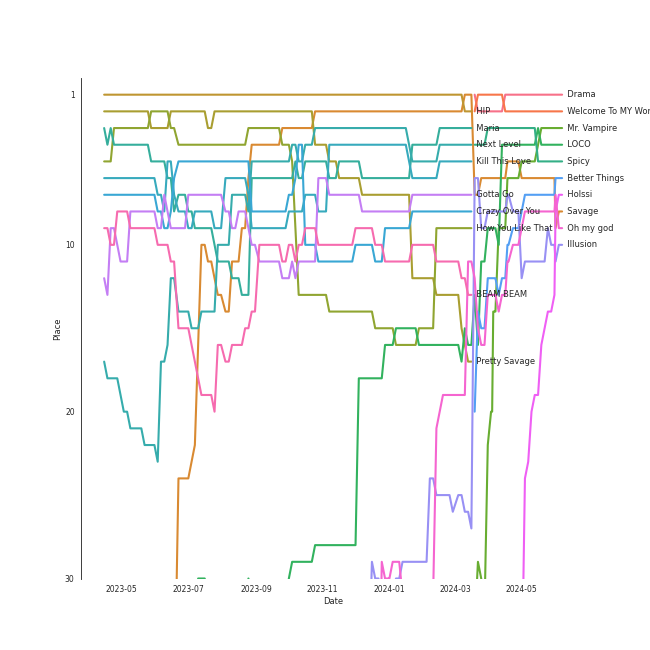 1
Drama
HIP
Welcome To MY Wor
Maria
Mr. Vampire
Next Level
LOCO
Kill This Love
Spicy
Better Things
Gotta Go
Holssi
Crazy Over You
Savage
How You Like That
Oh my god
10
Illusion
BEAM BEAM
Place
Pretty Savage
20
30
2023-05
2023-07
2023-09
2023-11
2024-01
2024-03
2024-05
Date